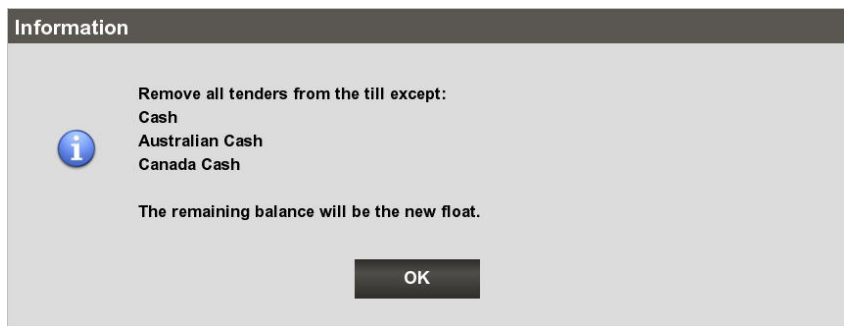 Information
Remove all tenders from the till except:
Cash
Australian Cash
Canada Cash
The remaining balance will be the new float.
OK